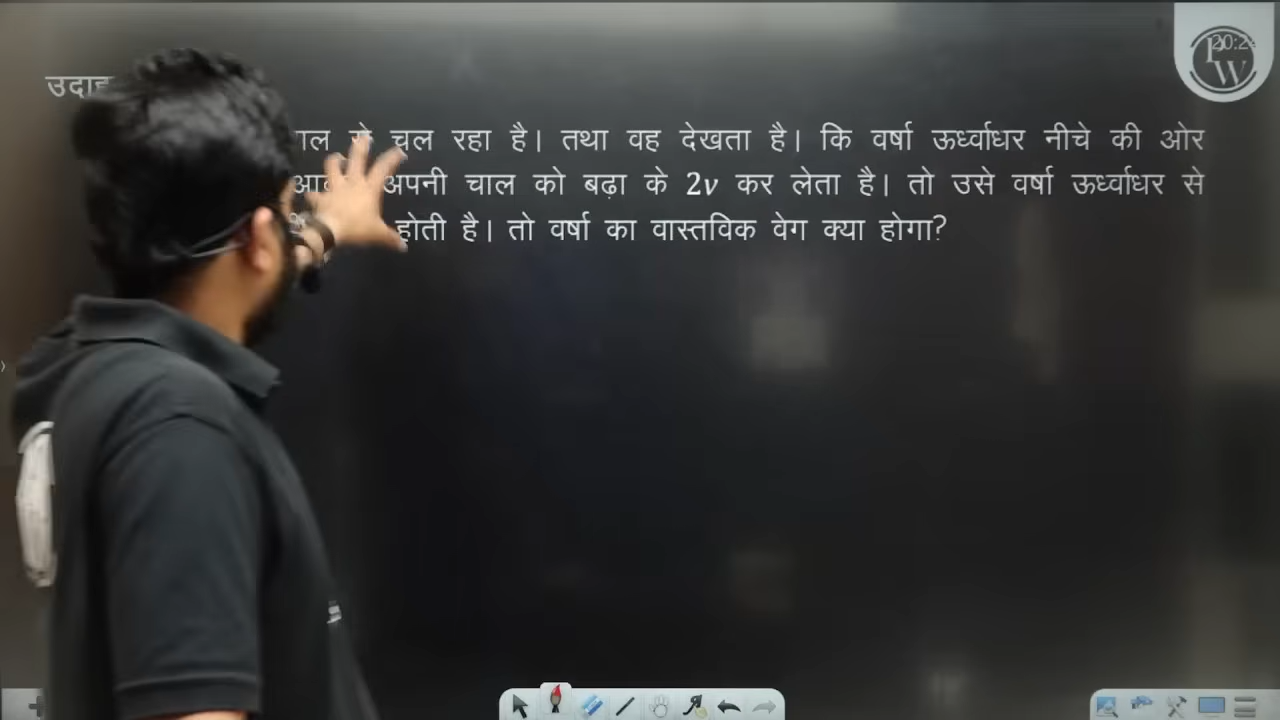 चल रहा है। तथा वह देखता है। कि वर्षा ऊर्ध्वाधर नीचे की ओर
अपनी चाल को बढ़ा के 2v कर लेता है। तो उसे वर्षा ऊर्ध्वाधर से
होती है। तो वर्षा का वास्तविक वेग क्या होगा?
PW